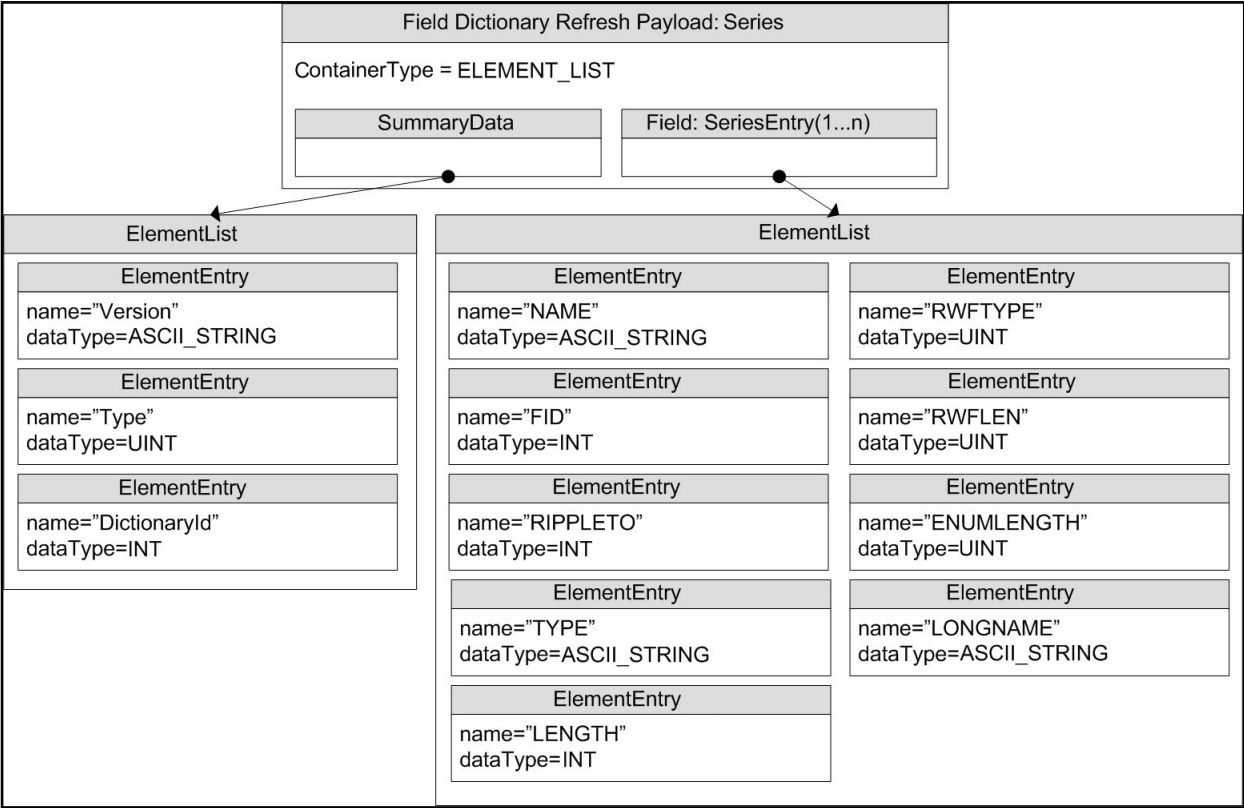 Field Dictionary Refresh Payload: Series
ContainerType = ELEMENT_LIST
SummaryData
Field: SeriesEntry(1...n)
ElementList
ElementEntry
name=”Version”
dataType=ASCII_STRING
ElementEntry
name=”Type”
dataType=UINT
ElementEntry
name=”DictionaryId”
dataType=INT
ElementList
ElementEntry
name=”NAME”
dataType=ASCII_STRING
ElementEntry
name=”FID”
dataType=INT
ElementEntry
name=”RIPPLETO”
dataType=INT
ElementEntry
name=”TYPE”
dataType=ASCII_STRING
ElementEntry
name=”LENGTH”
dataType=INT
ElementEntry
name=”RWFTYPE”
dataType=UINT
ElementEntry
name=”RWFLEN”
dataType=UINT
ElementEntry
name=”ENUMLENGTH”
dataType=UINT
ElementEntry
name=”LONGNAME”
dataType=ASCII_STRING